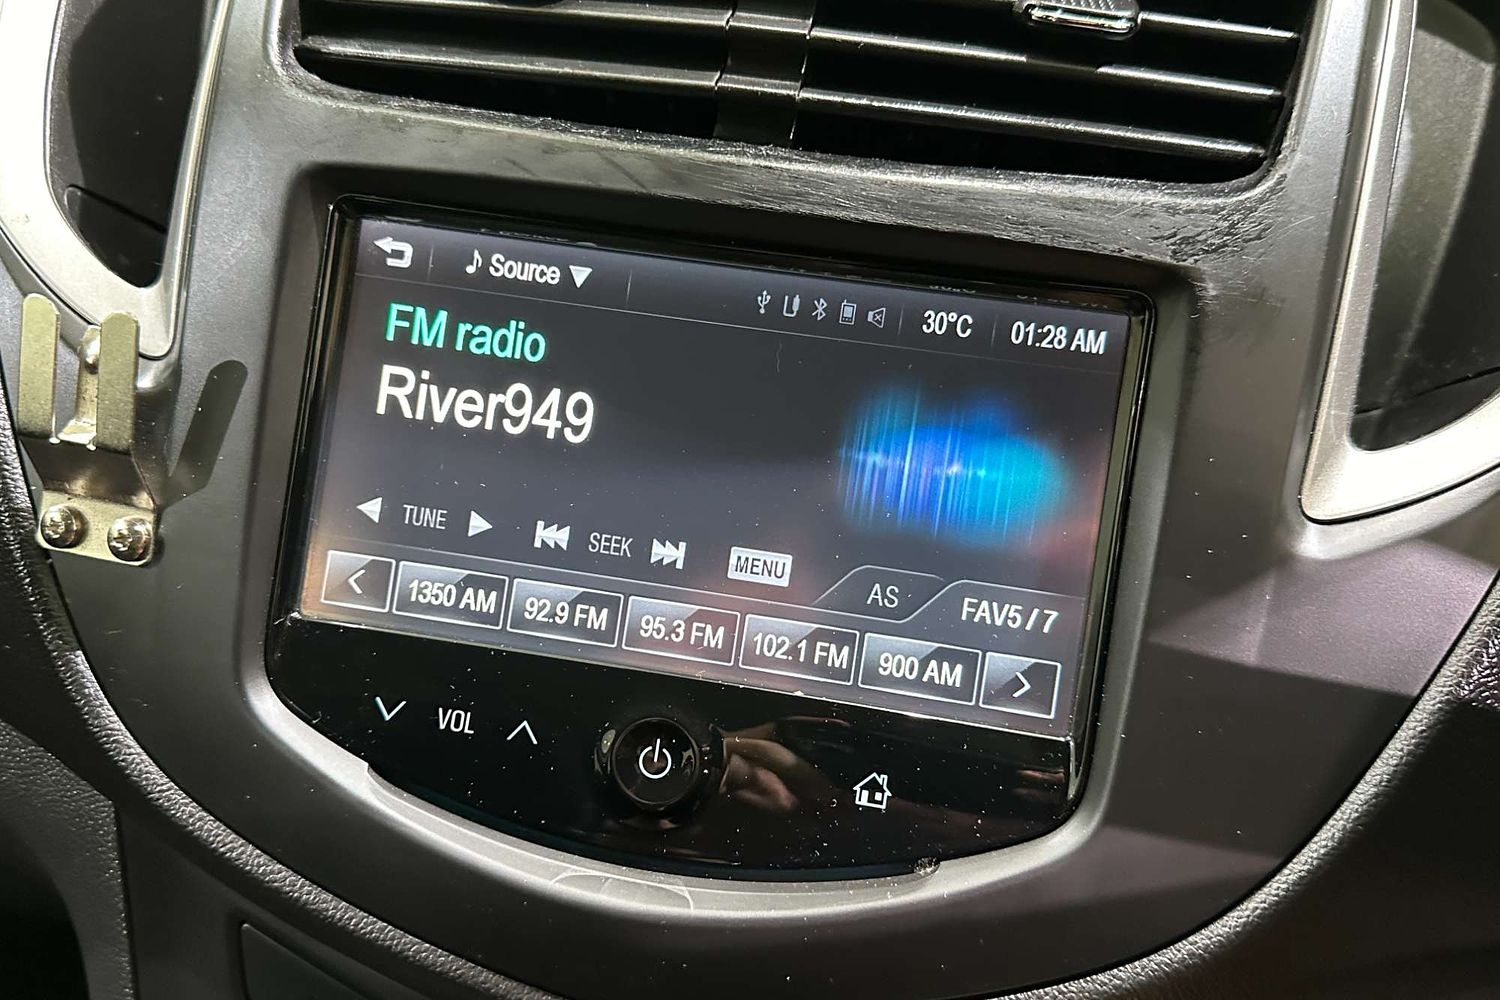 Source
30°C
01:28 AM
FM radio
River949
TUNE
SEEK
MENU
AS
FAV5 / 7
1350 AM
92.9 FM
95.3 FM
102.1 FM
900 AM
VOL